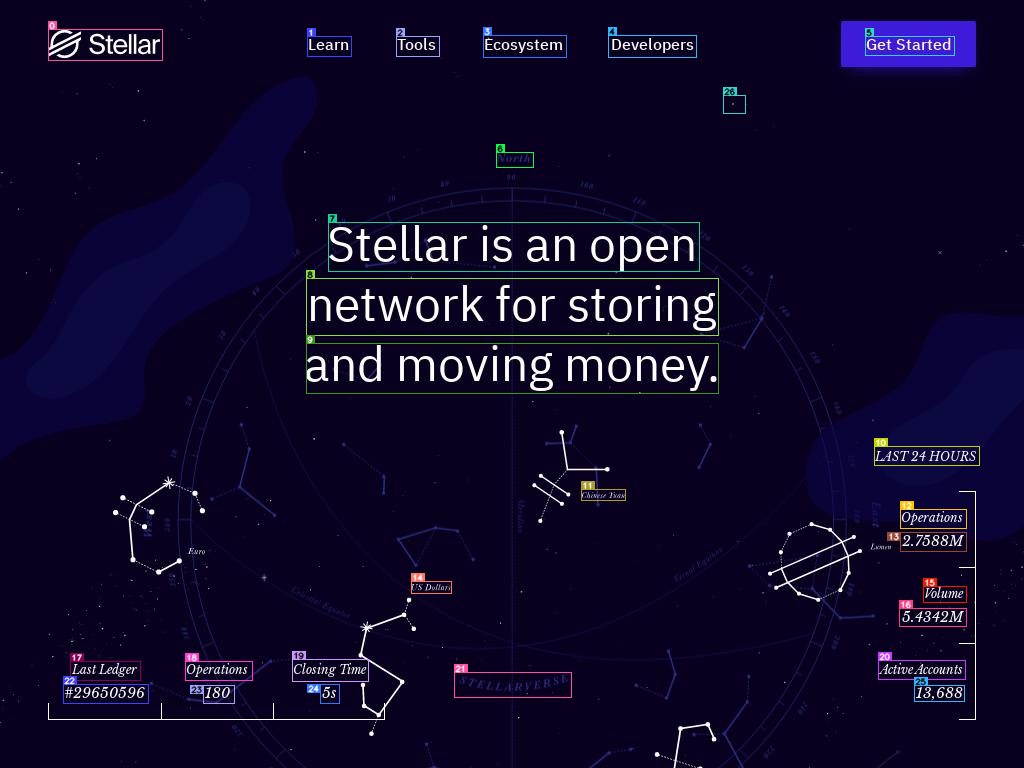 Stellar
Learn
Tools
Ecosystem
Developers
Get Started
North
Stellar is an open
network for storing
and moving money.
LAST 24 HOURS
Chinese Yuan
Operations
2.7588M
Lumen
Euro
US Dollars
Volume
5.4342M
Last Ledger
#29650596
Operations
180
Closing Time
5s
STELLARVERSE
Active Accounts
13,688